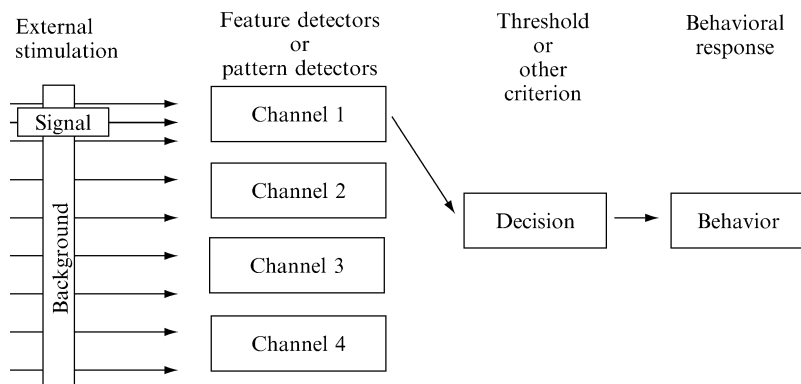 External
stimulation
Feature detectors
or
pattern detectors
Threshold
or
other
criterion
Behavioral
response
Signal
Background
Channel 1
Channel 2
Channel 3
Channel 4
Decision
Behavior